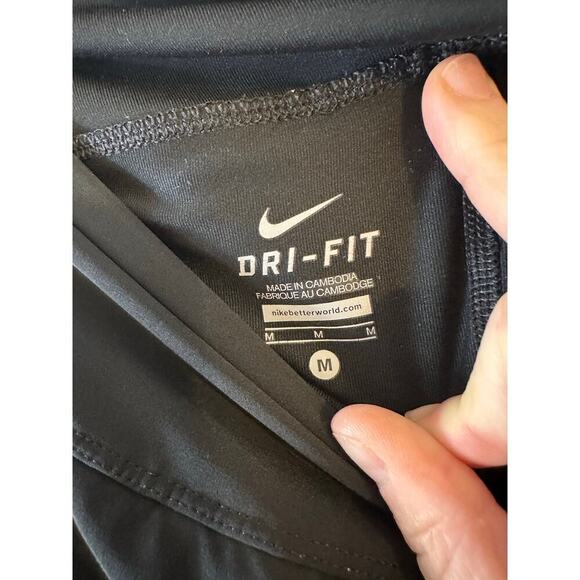 DRI-FIT
MADE IN CAMBODIA
FABRIQUE AU CAMBODGE
nikebetterworld.com
M M M
M